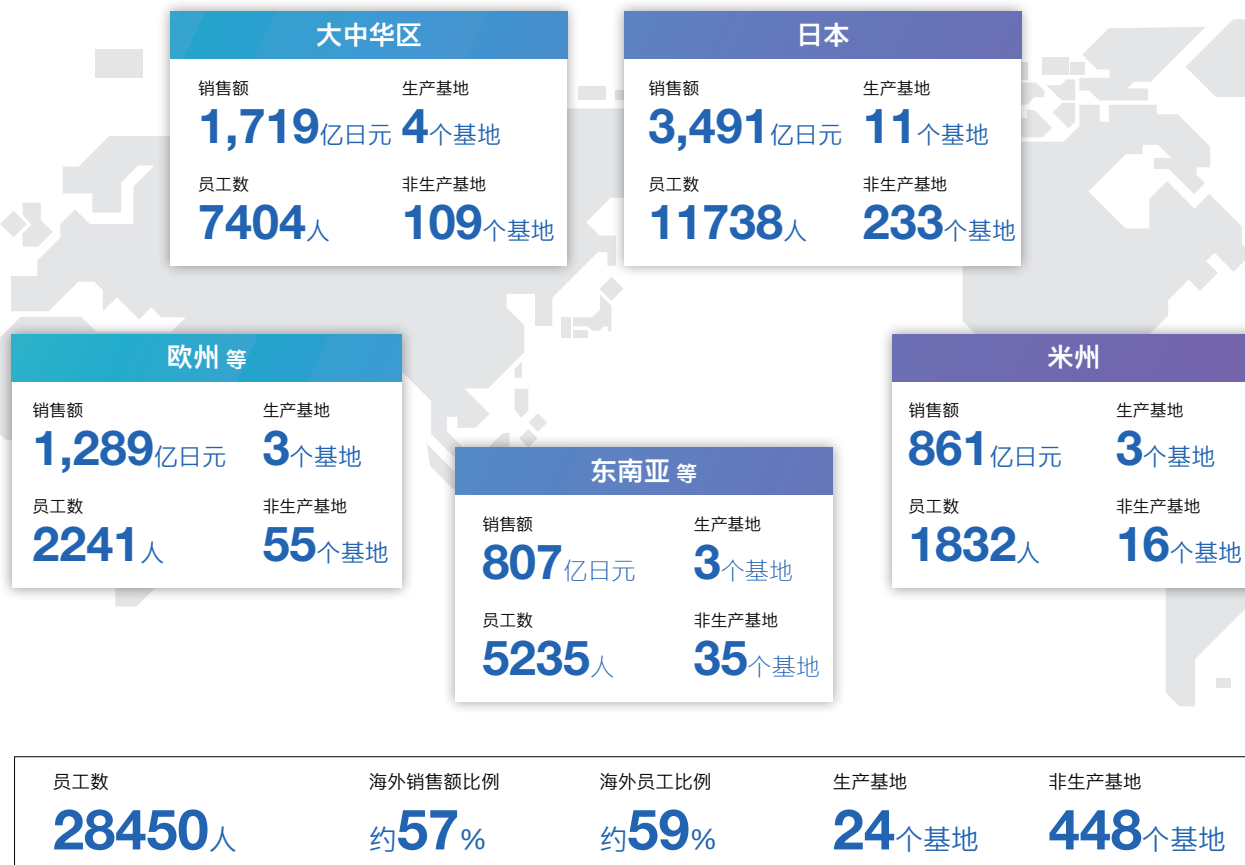 大中华区
销售额 生产基地
1,719亿日元 4个基地
员工数 非生产基地
7404人 109个基地
日本
销售额 生产基地
3,491亿日元 11个基地
员工数 非生产基地
11738人 233个基地
欧州 等
销售额 生产基地
1,289亿日元 3个基地
员工数 非生产基地
2241人 55个基地
东南亚 等
销售额 生产基地
807亿日元 3个基地
员工数 非生产基地
5235人 35个基地
米州
销售额 生产基地
861亿日元 3个基地
员工数 非生产基地
1832人 16个基地
员工数 海外销售额比例 海外员工比例 生产基地 非生产基地
28450人 约57% 约59% 24个基地 448个基地